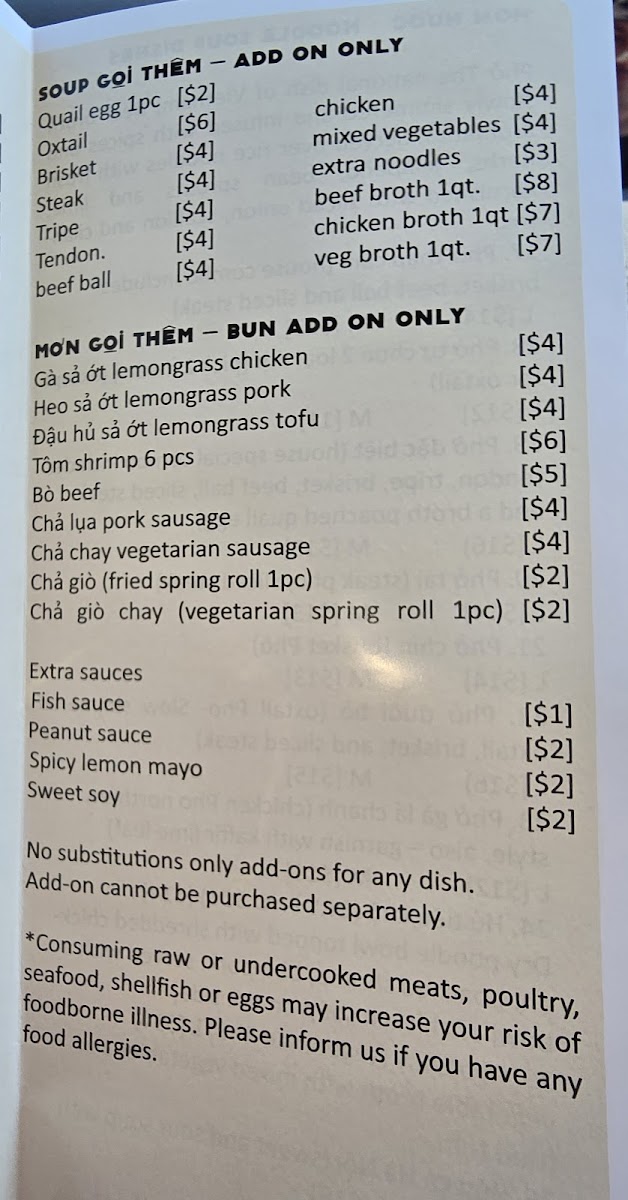 SOUP GỌI THÊM – ADD ON ONLY
Quail egg 1pc [$2]
Oxtail [$6]
Brisket [$4]
Steak [$4]
Tripe [$4]
Tendon. [$4]
beef ball [$4]
chicken [$4]
mixed vegetables [$4]
extra noodles [$3]
beef broth 1qt. [$8]
chicken broth 1qt [$7]
veg broth 1qt. [$7]
MƠN GỌI THÊM – BUN ADD ON ONLY
Gà sả ớt lemongrass chicken [$4]
Heo sả ớt lemongrass pork [$4]
Đậu hủ sả ớt lemongrass tofu [$4]
Tôm shrimp 6 pcs [$6]
Bò beef [$5]
Chả lụa pork sausage [$4]
Chả chay vegetarian sausage [$4]
Chả giò (fried spring roll 1pc) [$2]
Chả giò chay (vegetarian spring roll 1pc) [$2]
Extra sauces
Fish sauce [$1]
Peanut sauce [$2]
Spicy lemon mayo [$2]
Sweet soy [$2]
No substitutions only add-ons for any dish.
Add-on cannot be purchased separately.
*Consuming raw or undercooked meats, poultry,
seafood, shellfish or eggs may increase your risk of
foodborne illness. Please inform us if you have any
food allergies.